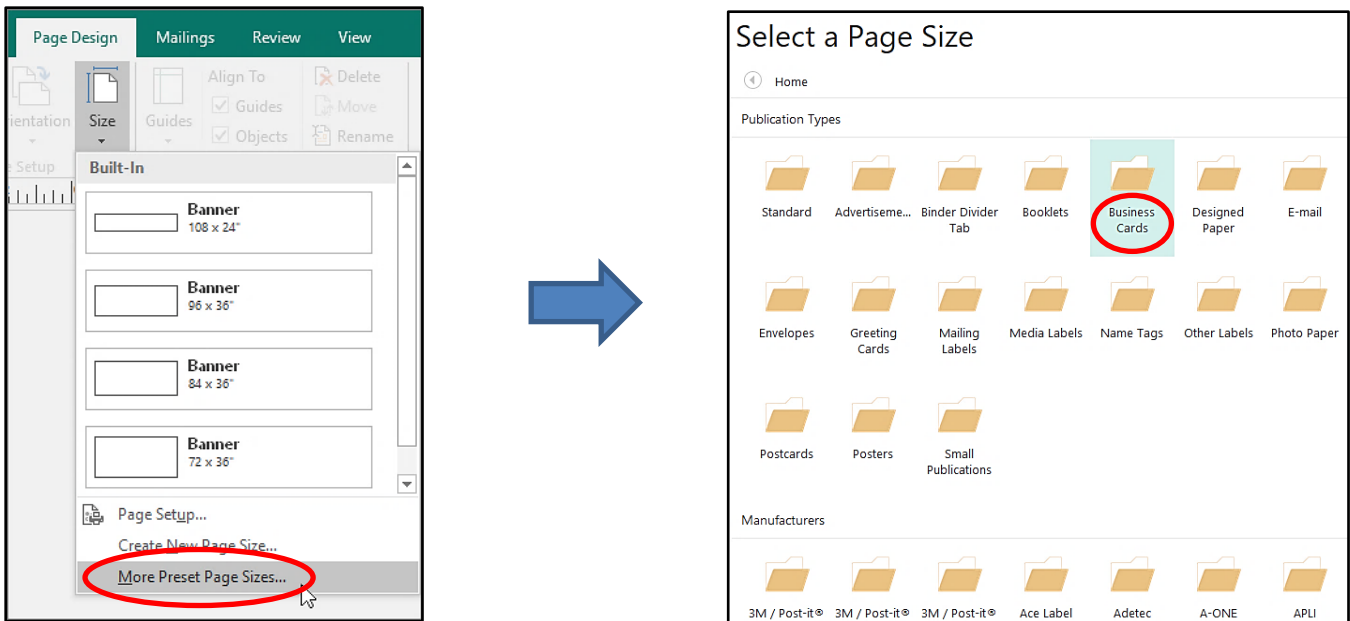 Page Design Mailings Review View
Align To Delete
Size Guides Guides Move
Objects Rename
Setup
Built-In
Banner
108 x 24"
Banner
96 x 36"
Banner
84 x 36"
Banner
72 x 36"
Page Setup...
Create New Page Size...
More Preset Page Sizes...
Select a Page Size
Home
Publication Types
Standard Advertiseme... Binder Divider Booklets Business Designed E-mail
Tab Cards Paper
Envelopes Greeting Mailing Media Labels Name Tags Other Labels Photo Paper
Cards Labels
Postcards Posters Small
Publications
Manufacturers
3M / Post-it® 3M / Post-it® 3M / Post-it® Ace Label Adetec A-ONE APLI